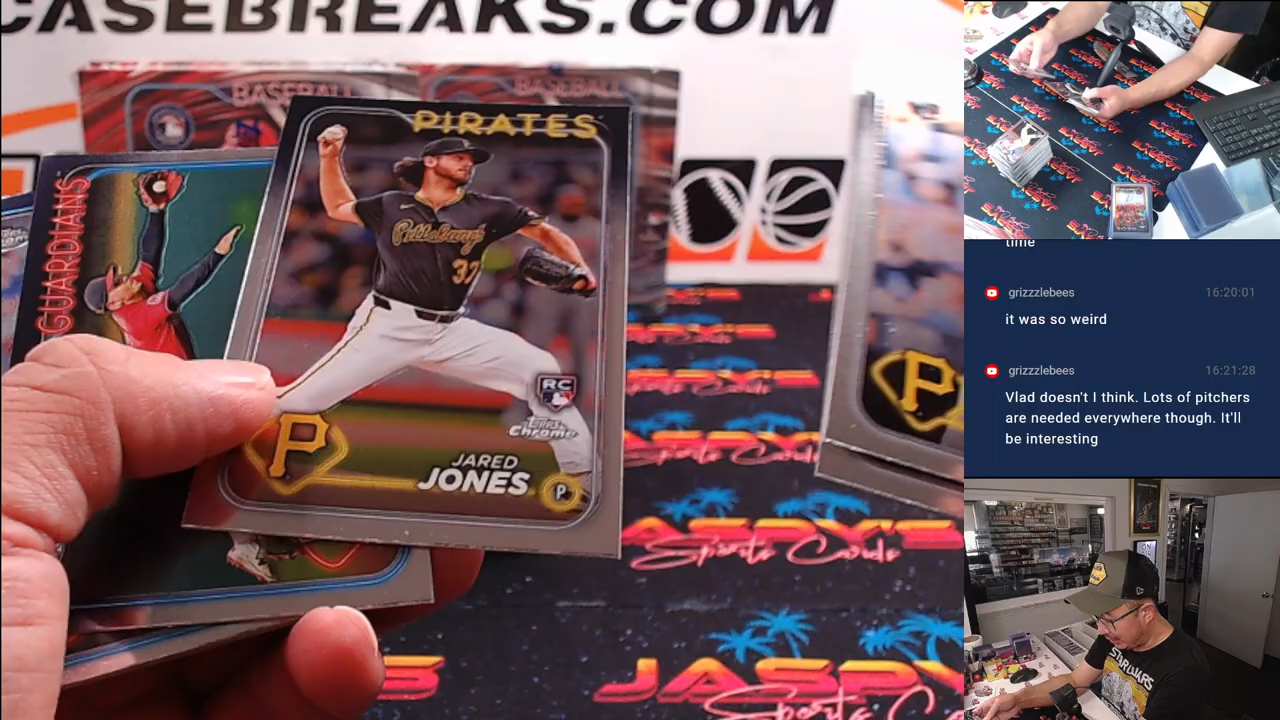 CASEBREAKS.COM
BASEBALL
BASEBALL
GUARDIANS
PIRATES
Pittsburgh
37
RC
Topps
Chrome
P
JARED
JONES
P
P
JASPY'S
Sports Cards
JASPY'S
Sports Cards
time
grizzzlebees 16:20:01
it was so weird
grizzzlebees 16:21:28
Vlad doesn't I think. Lots of pitchers
are needed everywhere though. It'll
be interesting
STAR WARS